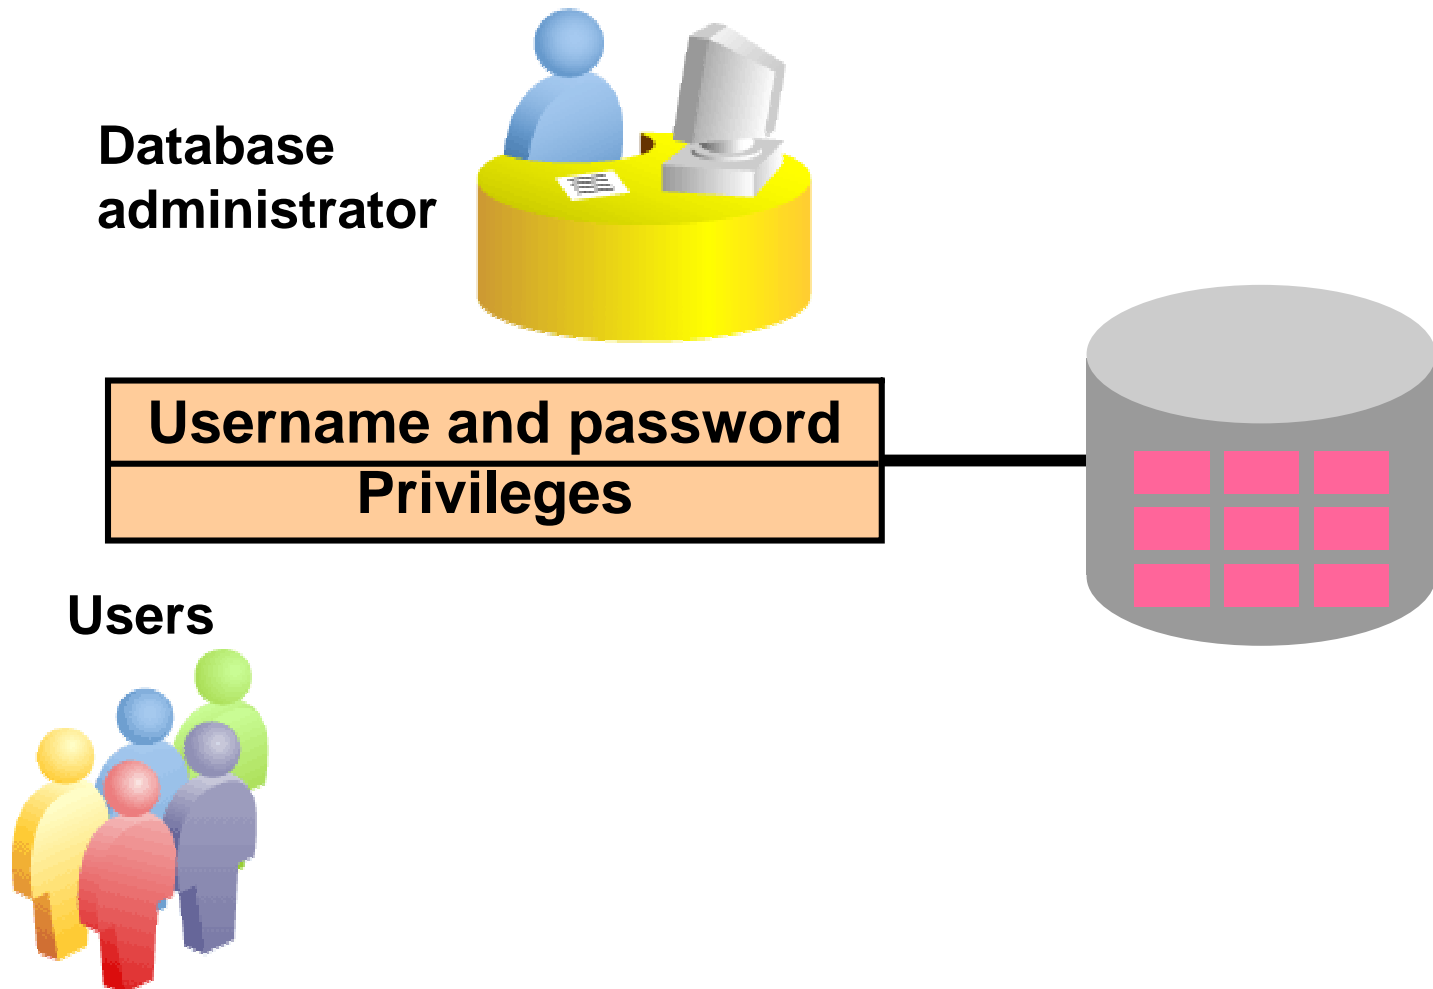 Database
administrator
Username and password
Privileges
Users